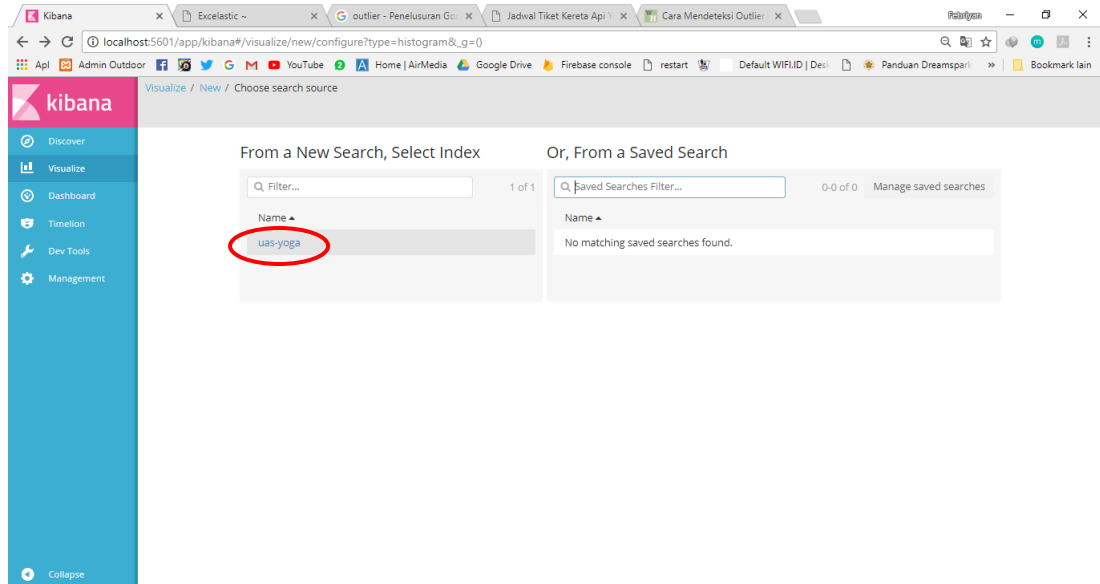 Kibana
Excelastic ~
outlier - Penelusuran Goo
Jadwal Tiket Kereta Api Y
Cara Mendeteksi Outlier
Febriyan
localhost:5601/app/kibana#/visualize/new/configure?type=histogram&_g=()
Apl
Admin Outdoor
YouTube
Home | AirMedia
Google Drive
Firebase console
restart
Default WIFI.ID | Des
Panduan Dreamspark
»
Bookmark lain
kibana
Visualize / New / Choose search source
Discover
Visualize
Dashboard
Timelion
Dev Tools
Management
Collapse
From a New Search, Select Index
Filter...
1 of 1
Name
uas-yoga
Or, From a Saved Search
Saved Searches Filter...
0-0 of 0
Manage saved searches
Name
No matching saved searches found.